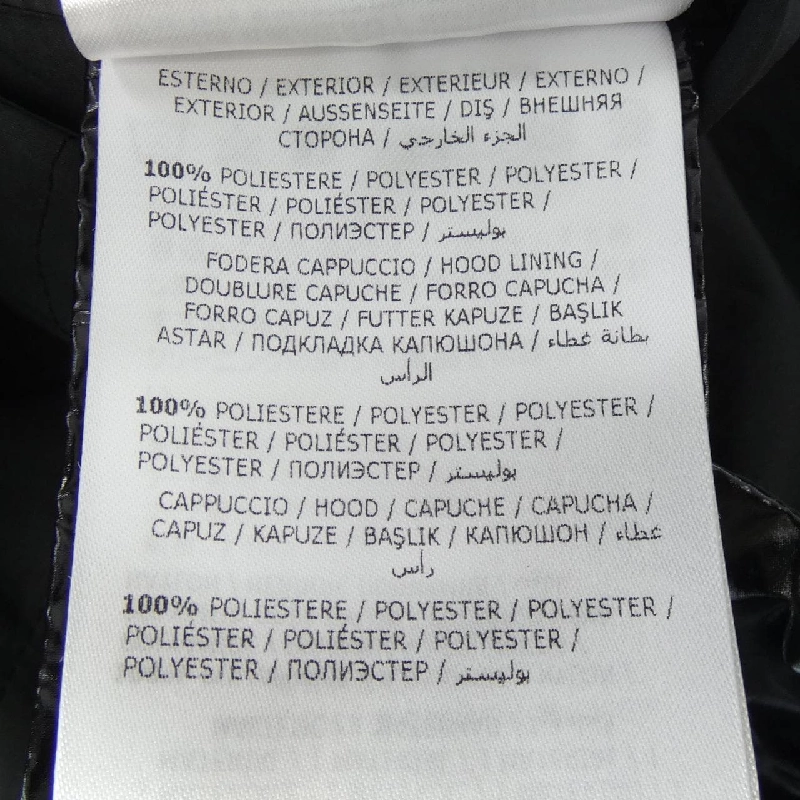 ESTERNO / EXTERIOR / EXTERIEUR / EXTERNO /
EXTERIOR / AUSSENSEITE / DIŞ / ВНЕШНЯЯ
СТОРОНА / الجزء الخارجي
100% POLIESTERE / POLYESTER / POLYESTER /
POLIÉSTER / POLIÉSTER / POLYESTER /
POLYESTER / ПОЛИЭСТЕР / بوليستر
FODERA CAPPUCCIO / HOOD LINING /
DOUBLURE CAPUCHE / FORRO CAPUCHA /
FORRO CAPUZ / FUTTER KAPUZE / BAŞLIK
ASTAR / ПОДКЛАДКА КАПЮШОНА / بطانة غطاء
الرأس
100% POLIESTERE / POLYESTER / POLYESTER /
POLIÉSTER / POLIÉSTER / POLYESTER /
POLYESTER / ПОЛИЭСТЕР / بوليستر
CAPPUCCIO / HOOD / CAPUCHE / CAPUCHA /
CAPUZ / KAPUZE / BAŞLIK / КАПЮШОН / غطاء
رأس
100% POLIESTERE / POLYESTER / POLYESTER /
POLIÉSTER / POLIÉSTER / POLYESTER /
POLYESTER / ПОЛИЭСТЕР / بوليستر